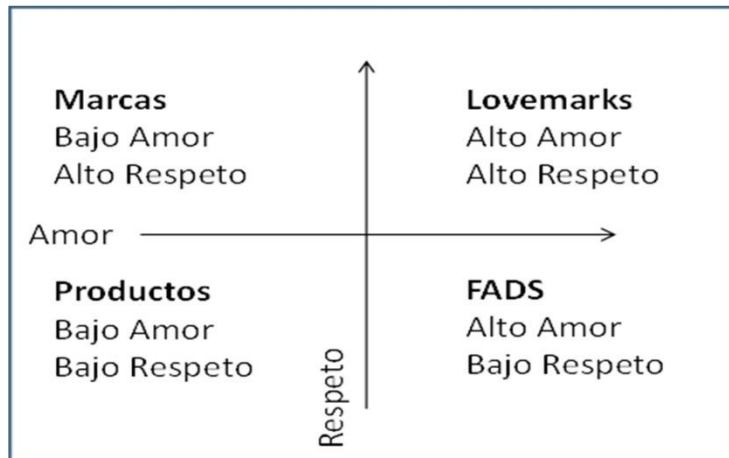 Marcas
Bajo Amor
Alto Respeto
Lovemarks
Alto Amor
Alto Respeto
Amor
Productos
Bajo Amor
Bajo Respeto
FADS
Alto Amor
Bajo Respeto
Respeto